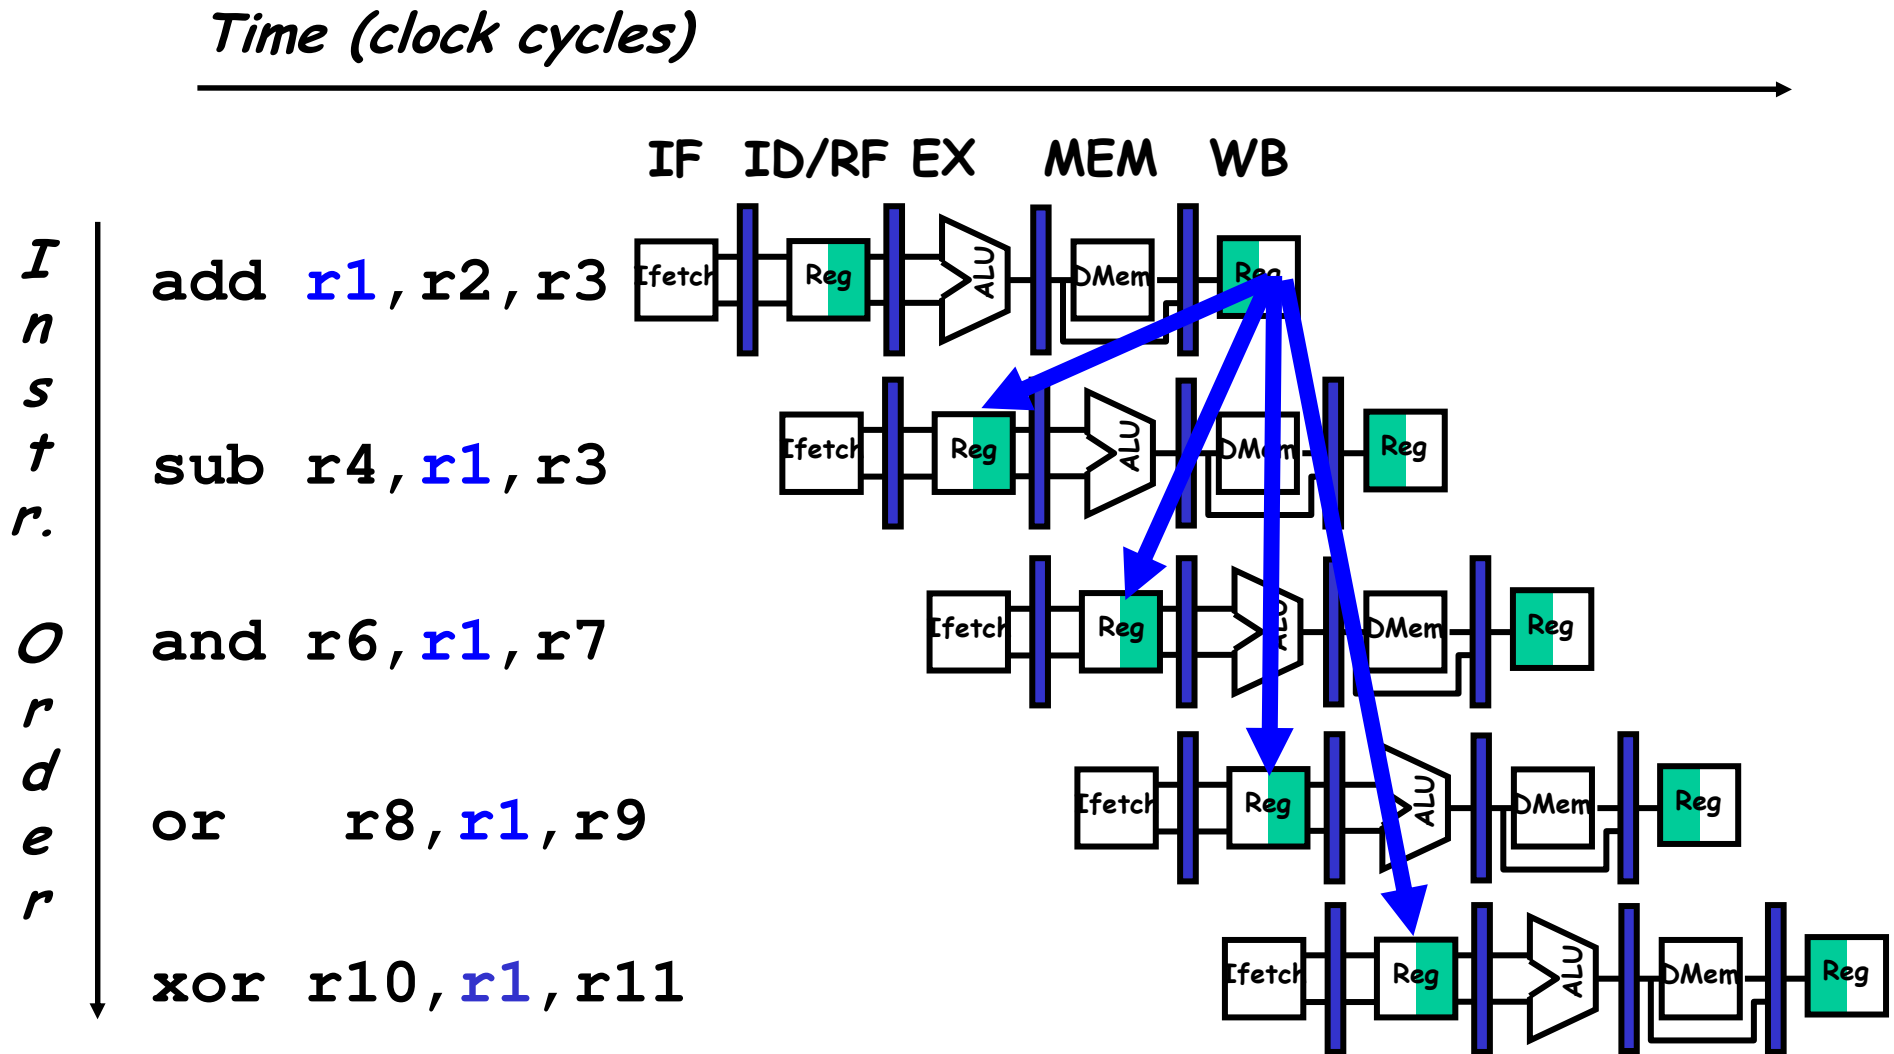 Time (clock cycles)
IF ID/RF EX MEM WB
Instr. Order
add r1,r2,r3 Ifetch Reg ALU DMem Reg
sub r4,r1,r3 Ifetch Reg ALU DMem Reg
and r6,r1,r7 Ifetch Reg ALU DMem Reg
or r8,r1,r9 Ifetch Reg ALU DMem Reg
xor r10,r1,r11 Ifetch Reg ALU DMem Reg